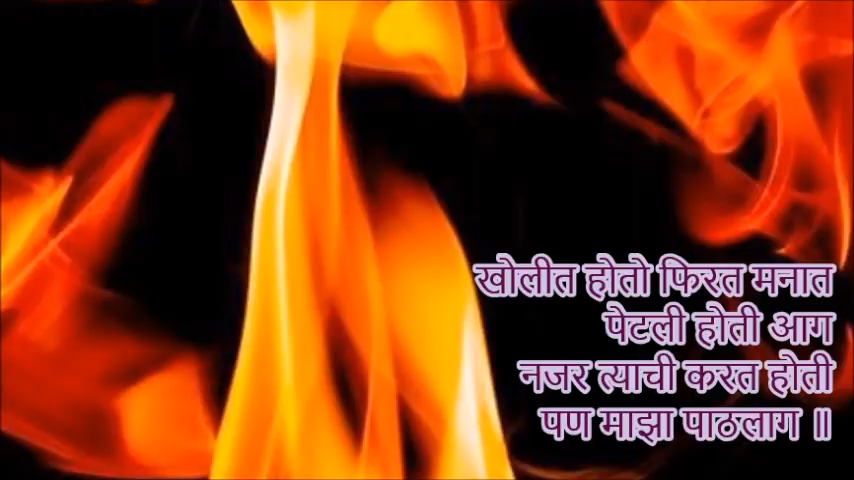 खोलीत होतो फिरत मनात
पेटली होती आग
नजर त्याची करत होती
पण माझा पाठलाग ॥